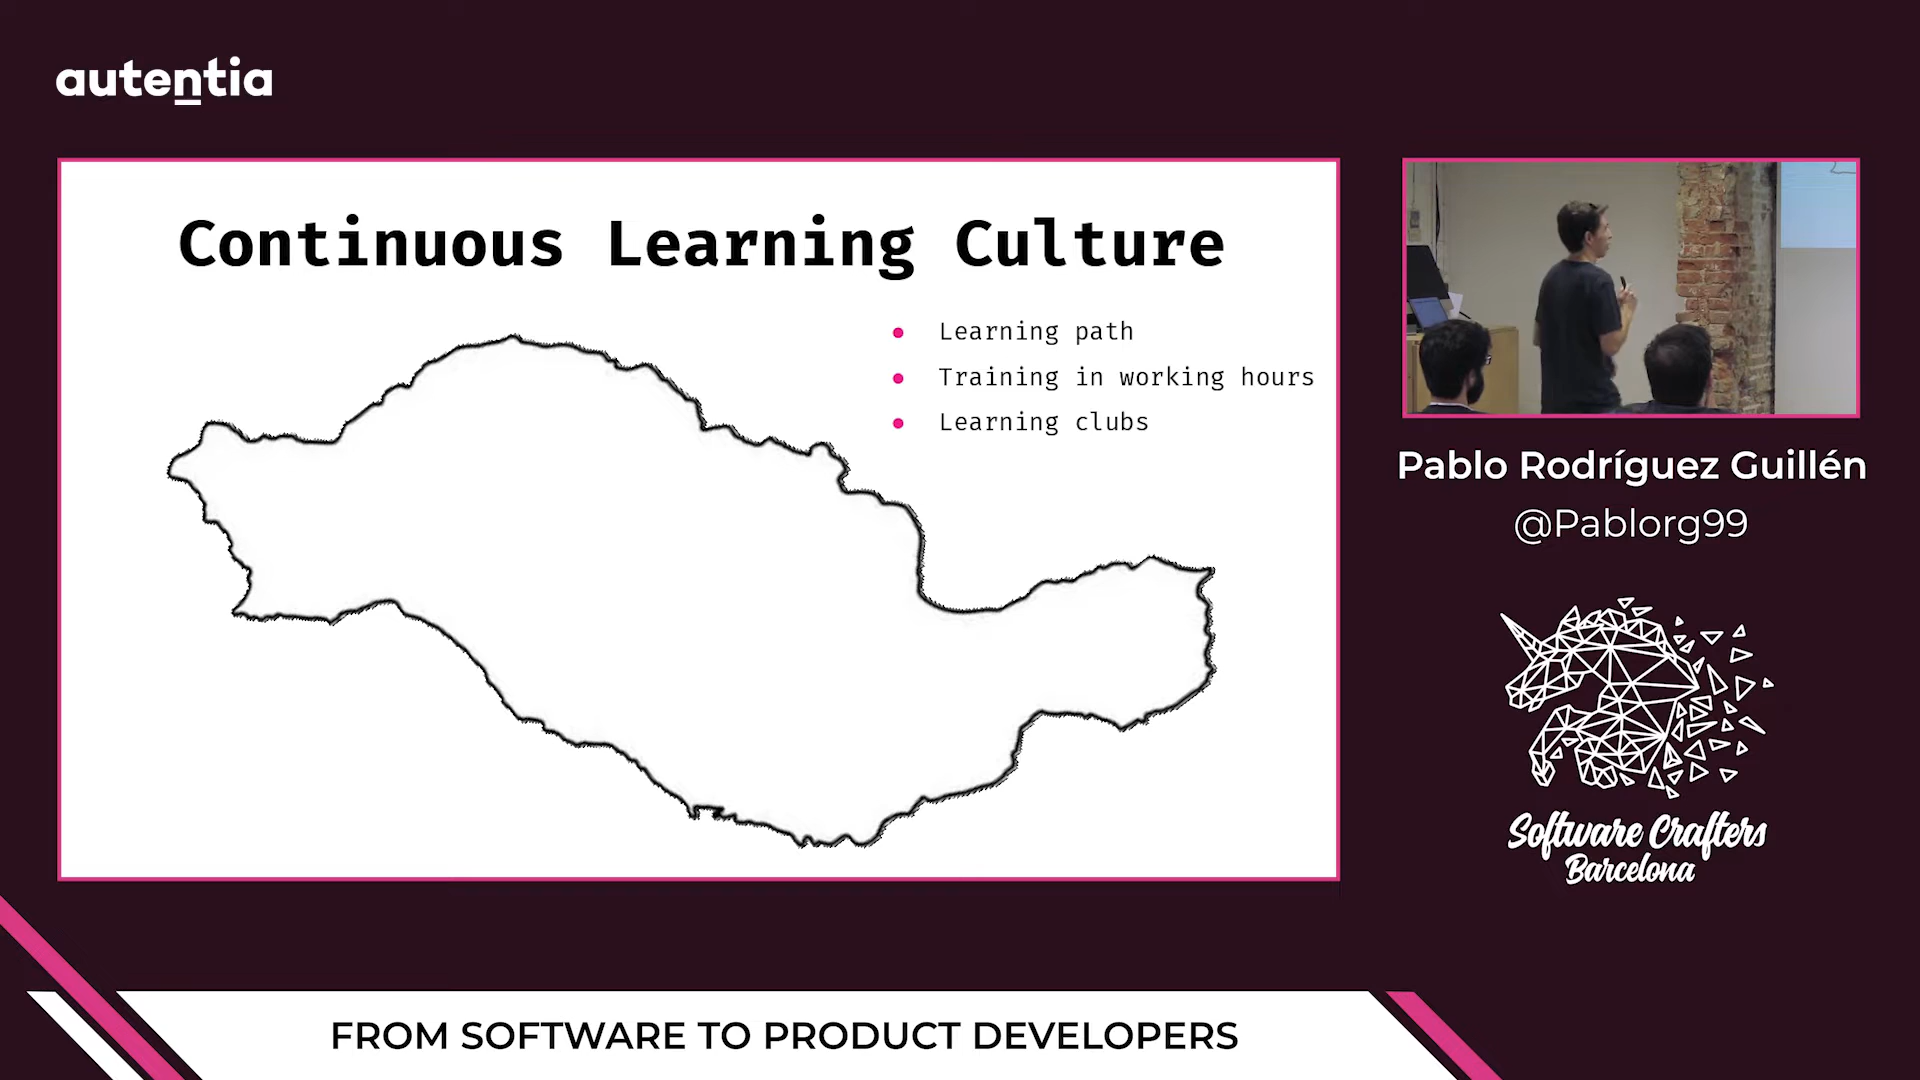 autentia
Continuous Learning Culture
Learning path
Training in working hours
Learning clubs
Pablo Rodríguez Guillén
@Pablorg99
Software Crafters
Barcelona
FROM SOFTWARE TO PRODUCT DEVELOPERS